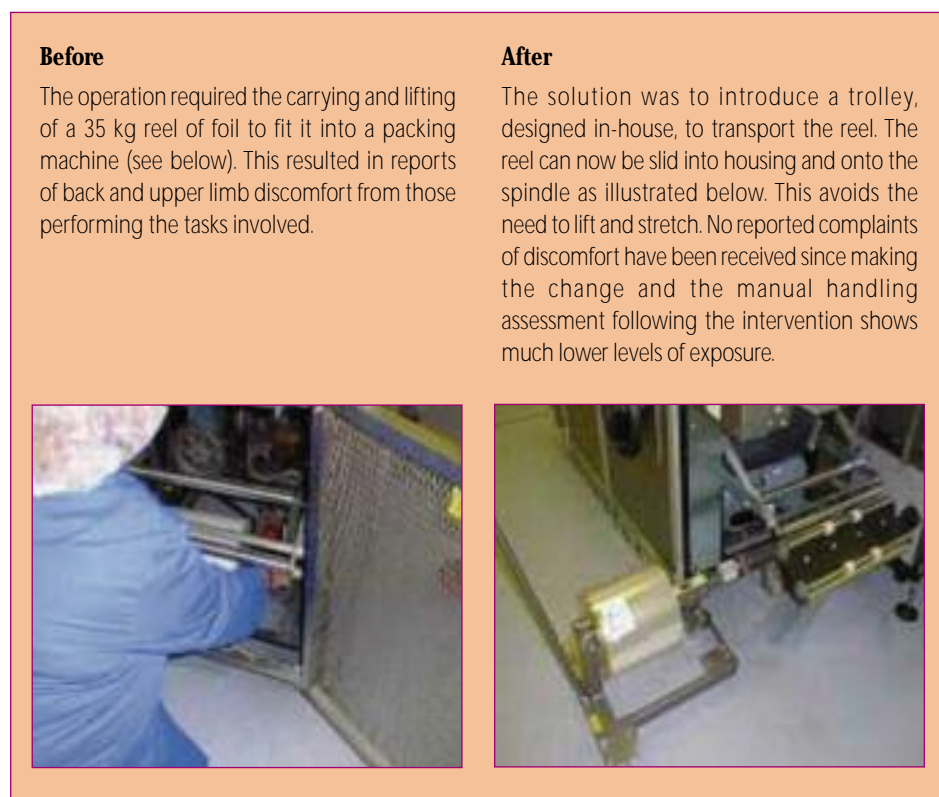 Before
The operation required the carrying and lifting
of a 35 kg reel of foil to fit it into a packing
machine (see below). This resulted in reports
of back and upper limb discomfort from those
performing the tasks involved.
After
The solution was to introduce a trolley,
designed in-house, to transport the reel. The
reel can now be slid into housing and onto the
spindle as illustrated below. This avoids the
need to lift and stretch. No reported complaints
of discomfort have been received since making
the change and the manual handling
assessment following the intervention shows
much lower levels of exposure.